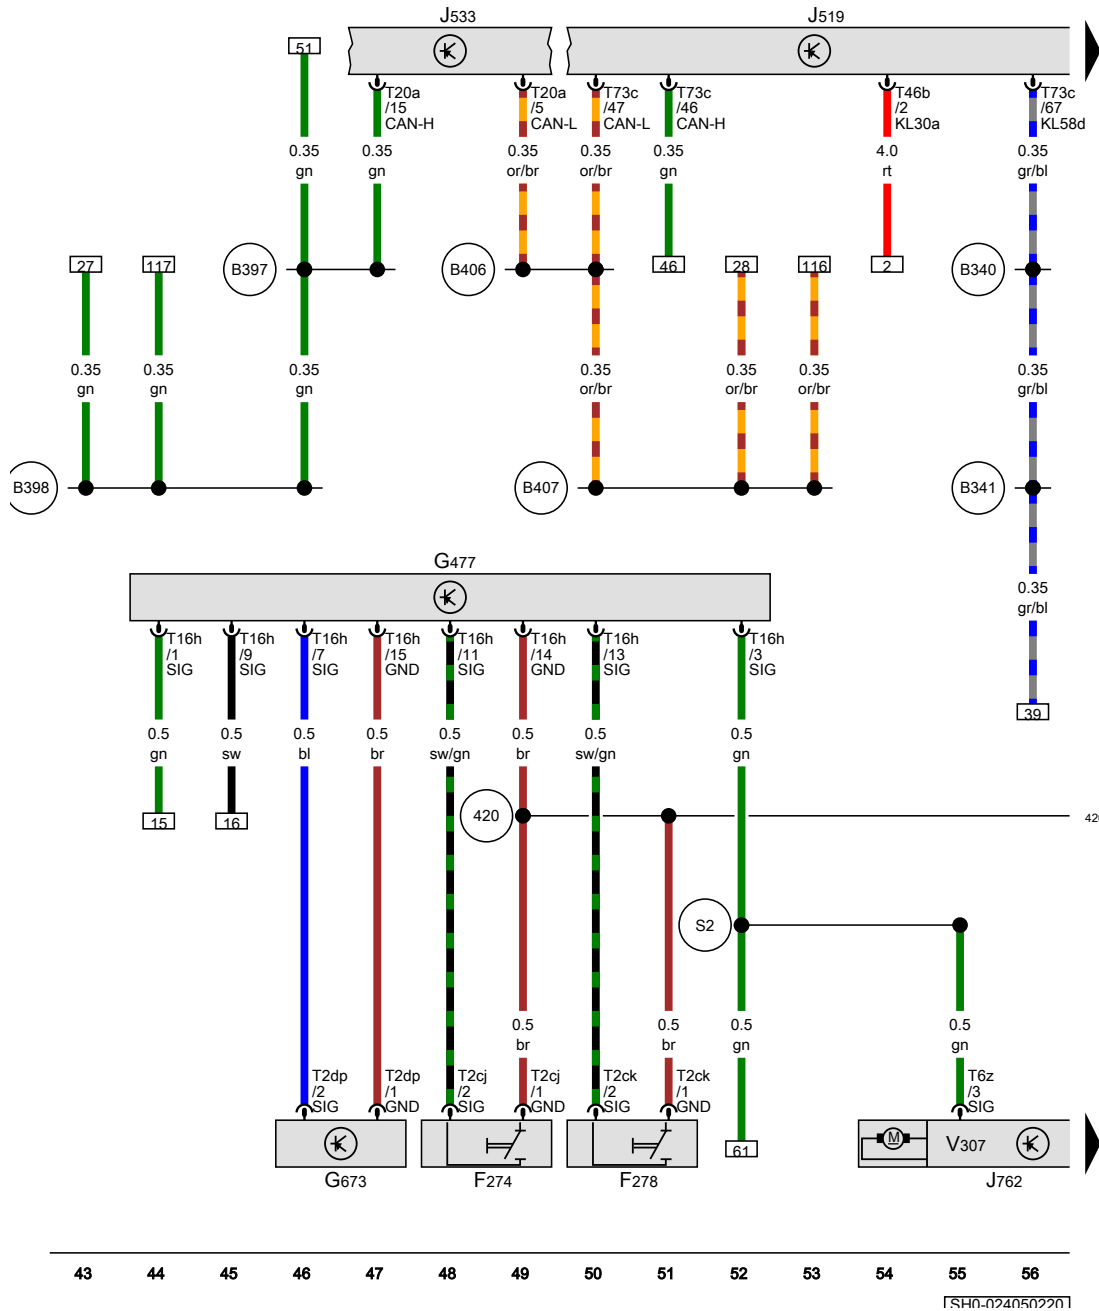 J533
J519
51
T20a
/15
CAN-H
T20a
/5
CAN-L
T73c
/47
CAN-L
T73c
/46
CAN-H
T46b
/2
KL30a
T73c
/67
KL58d
0.35
gn
0.35
gn
0.35
or/br
0.35
or/br
0.35
gn
4.0
rt
0.35
gr/bl
27
117
B397
B406
46
28
116
2
B340
0.35
gn
0.35
gn
0.35
gn
0.35
or/br
0.35
or/br
0.35
or/br
0.35
gr/bl
B398
B407
B341
G477
0.35
gr/bl
T16h
/1
SIG
T16h
/9
SIG
T16h
/7
SIG
T16h
/15
GND
T16h
/11
SIG
T16h
/14
GND
T16h
/13
SIG
T16h
/3
SIG
39
0.5
gn
0.5
sw
0.5
bl
0.5
br
0.5
sw/gn
0.5
br
0.5
sw/gn
0.5
gn
15
16
420
420
S2
0.5
br
0.5
br
0.5
gn
0.5
gn
T2dp
/2
SIG
T2dp
/1
GND
T2cj
/2
SIG
T2cj
/1
GND
T2ck
/2
SIG
T2ck
/1
GND
T6z
/3
SIG
61
M
V307
G673
F274
F278
J762
43 44 45 46 47 48 49 50 51 52 53 54 55 56
SH0-024050220